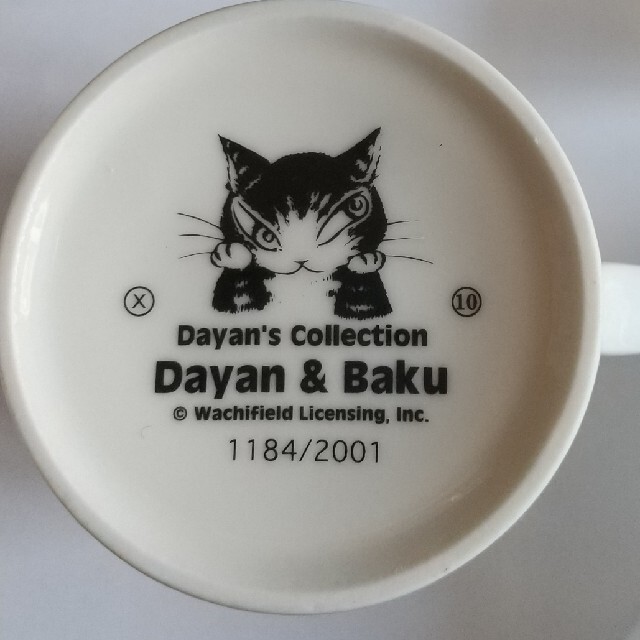 Ⓧ ⑩
Dayan's Collection
Dayan & Baku
© Wachifield Licensing, Inc.
1184/2001